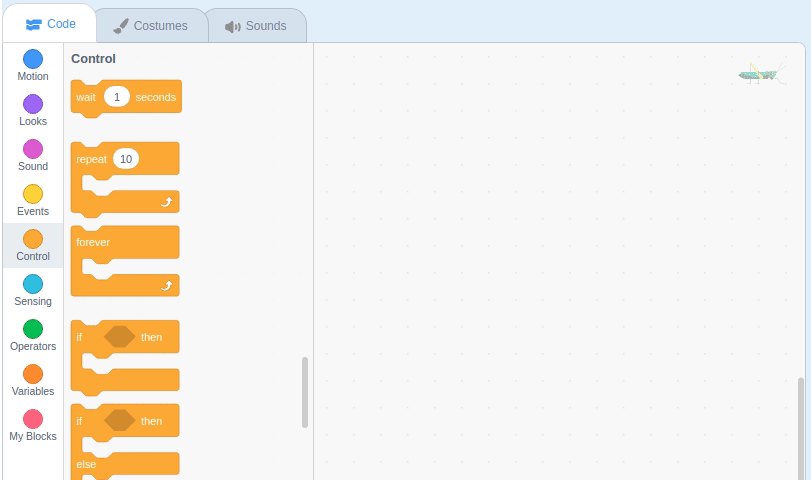 Code
Costumes
Sounds
Motion
Looks
Sound
Events
Control
Sensing
Operators
Variables
My Blocks
Control
wait 1 seconds
repeat 10
forever
if then
if then
else